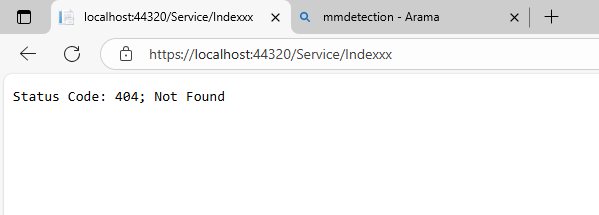 localhost:44320/Service/Indexxx
mmdetection - Arama
https://localhost:44320/Service/Indexxx
Status Code: 404; Not Found